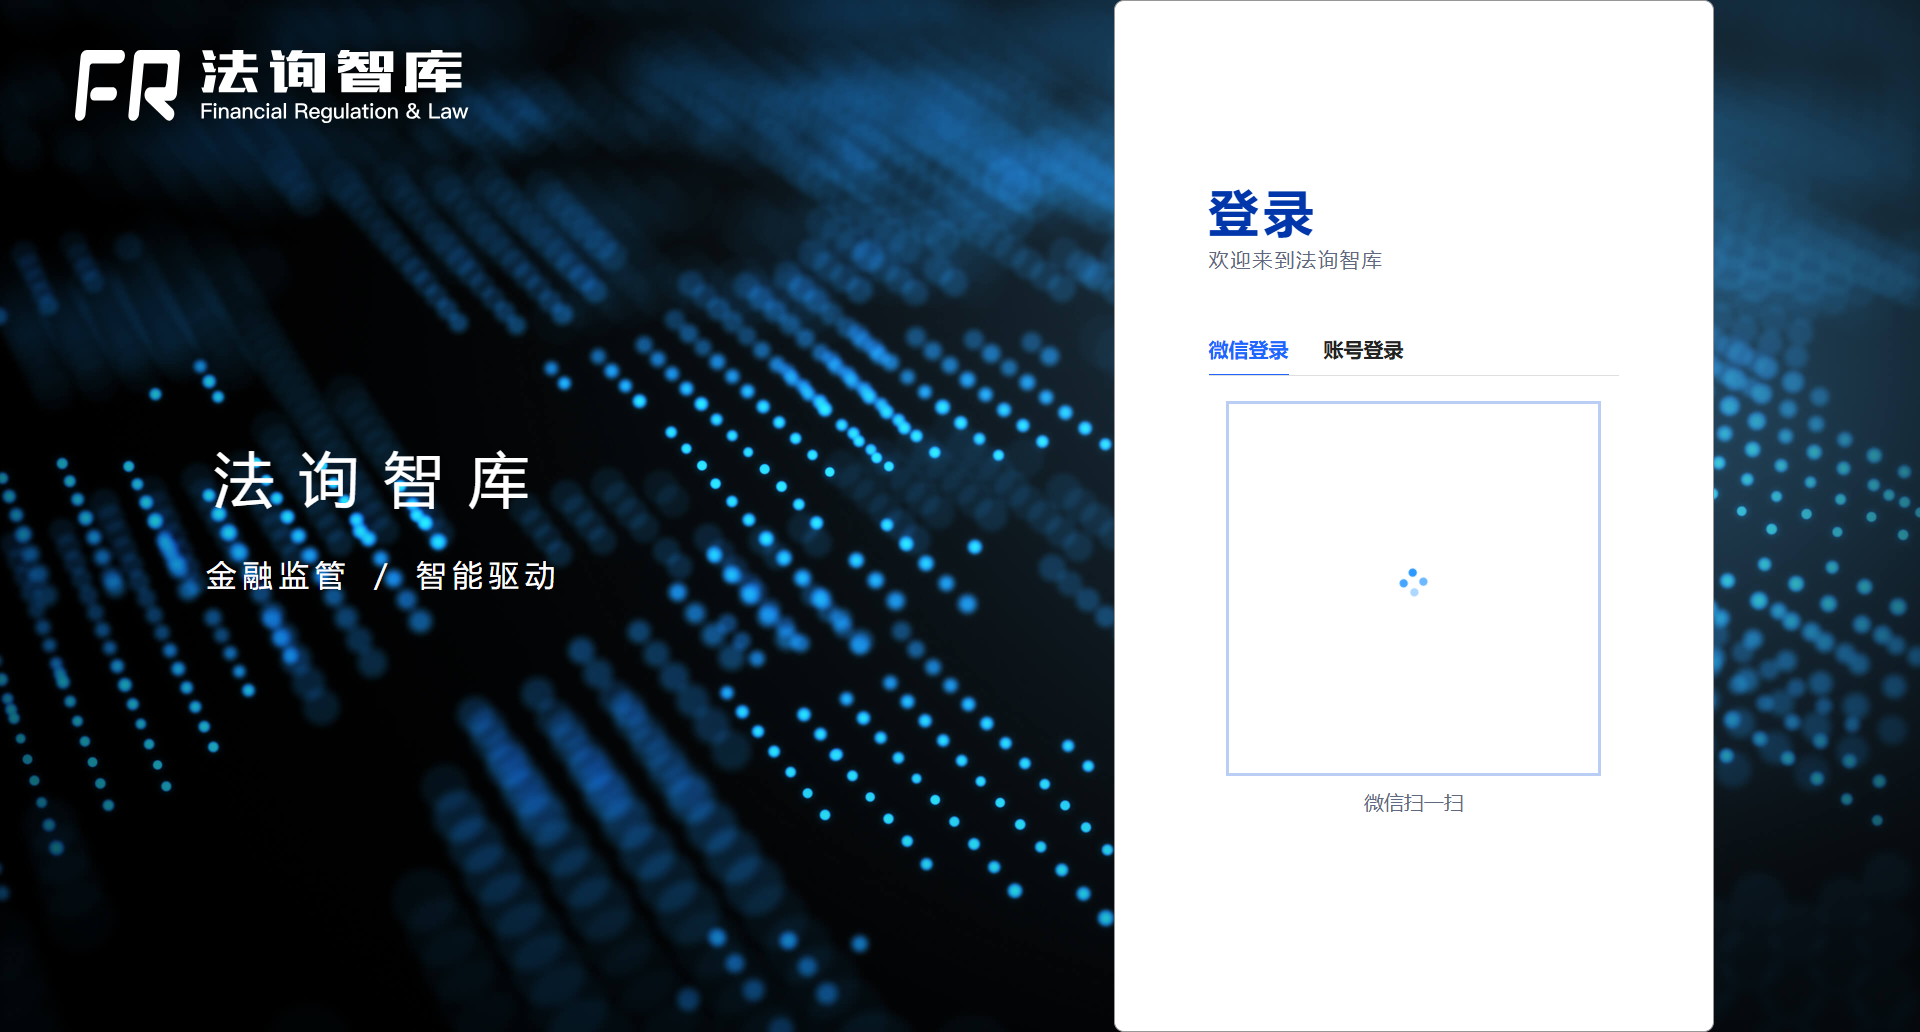 FR 法询智库
Financial Regulation & Law
法询智库
金融监管 / 智能驱动
登录
欢迎来到法询智库
微信登录 账号登录
微信扫一扫